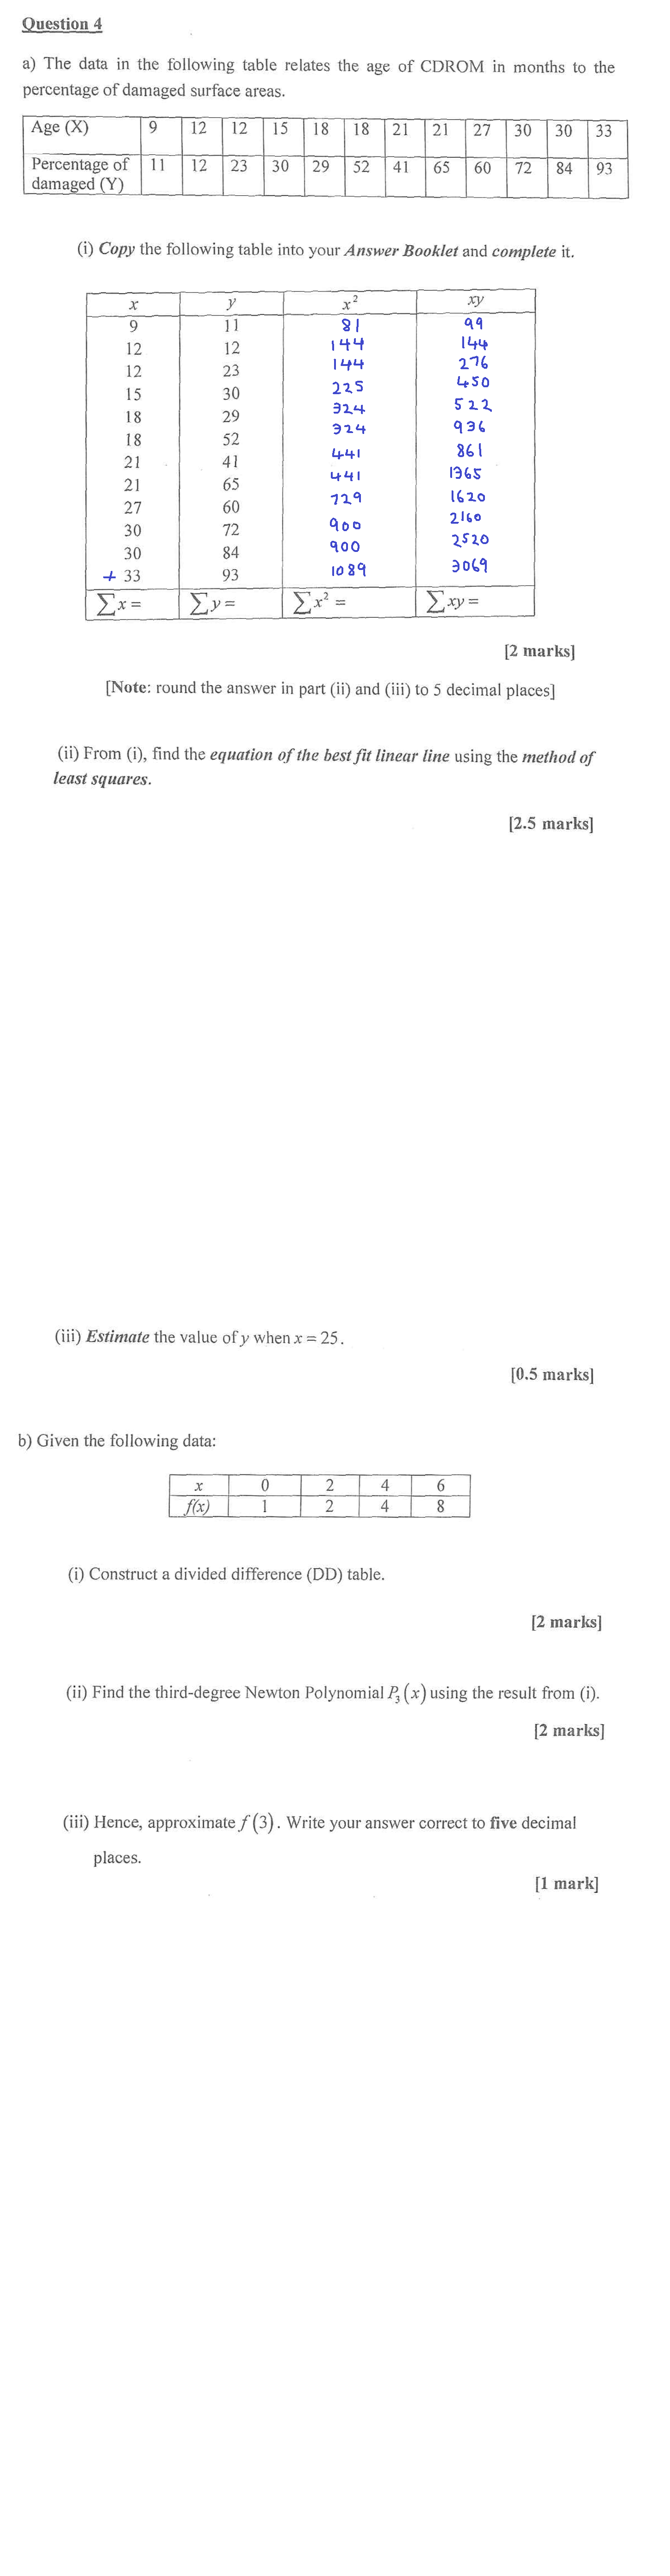 Question 4
a) The data in the following table relates the age of CDROM in months to the
percentage of damaged surface areas.
Age (X) 9 12 12 15 18 18 21 21 27 30 30 33
Percentage of damaged (Y) 11 12 23 30 29 52 41 65 60 72 84 93
(i) Copy the following table into your Answer Booklet and complete it.
x y x² xy
9 11 81 99
12 12 144 144
12 23 144 276
15 30 225 450
18 29 324 522
18 52 324 936
21 41 441 861
21 65 441 1365
27 60 729 1620
30 72 900 2160
30 84 900 2520
+ 33 93 1089 3069
∑x = ∑y = ∑x² = ∑xy =
[2 marks]
[Note: round the answer in part (ii) and (iii) to 5 decimal places]
(ii) From (i), find the equation of the best fit linear line using the method of
least squares.
[2.5 marks]
(iii) Estimate the value of y when x = 25.
[0.5 marks]
b) Given the following data:
x 0 2 4 6
f(x) 1 2 4 8
(i) Construct a divided difference (DD) table.
[2 marks]
(ii) Find the third-degree Newton Polynomial P₃(x) using the result from (i).
[2 marks]
(iii) Hence, approximate f(3). Write your answer correct to five decimal
places.
[1 mark]